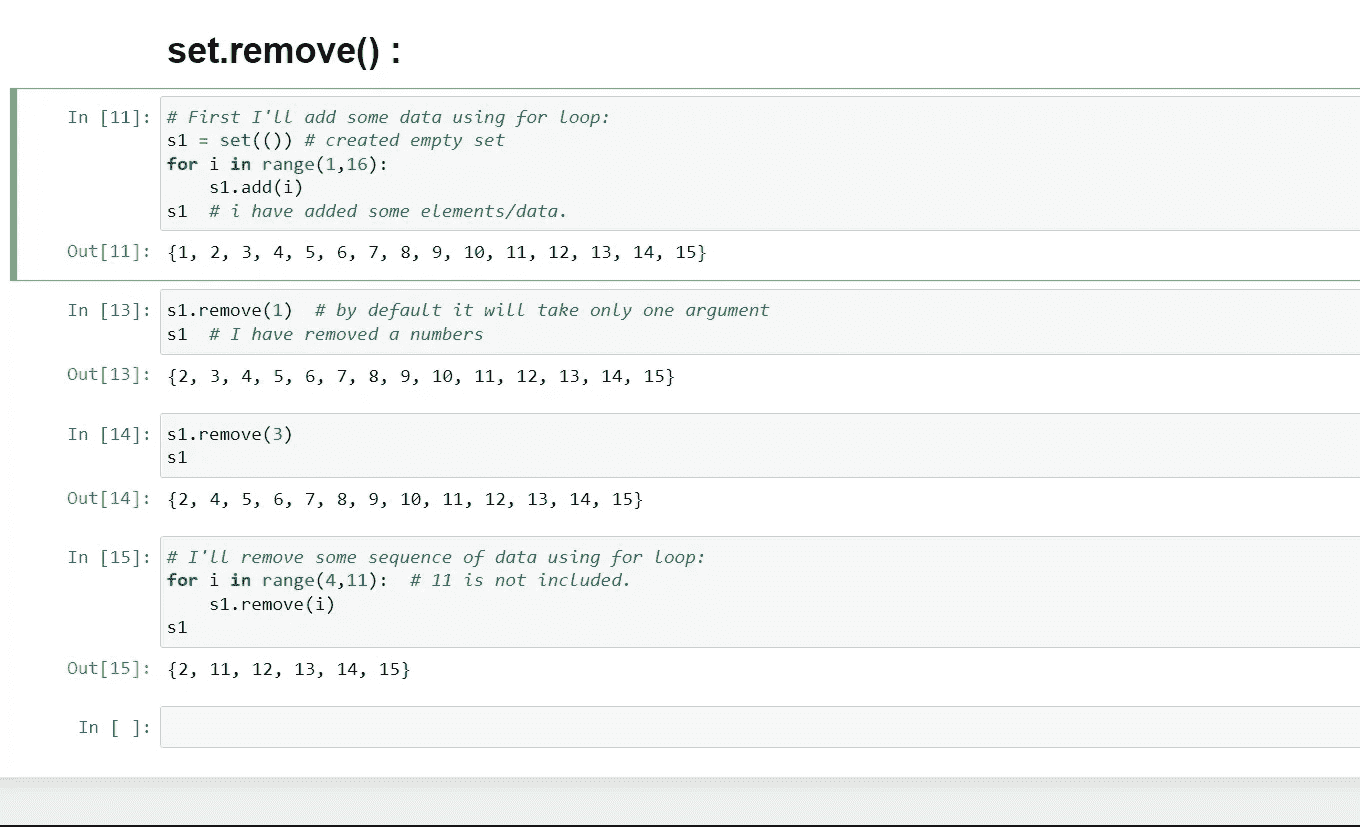 set.remove() :
In [11]: # First I'll add some data using for loop:
s1 = set(()) # created empty set
for i in range(1,16):
    s1.add(i)
s1  # i have added some elements/data.
Out[11]: {1, 2, 3, 4, 5, 6, 7, 8, 9, 10, 11, 12, 13, 14, 15}
In [13]: s1.remove(1)  # by default it will take only one argument
s1  # I have removed a numbers
Out[13]: {2, 3, 4, 5, 6, 7, 8, 9, 10, 11, 12, 13, 14, 15}
In [14]: s1.remove(3)
s1
Out[14]: {2, 4, 5, 6, 7, 8, 9, 10, 11, 12, 13, 14, 15}
In [15]: # I'll remove some sequence of data using for loop:
for i in range(4,11):  # 11 is not included.
    s1.remove(i)
s1
Out[15]: {2, 11, 12, 13, 14, 15}
In [ ]: